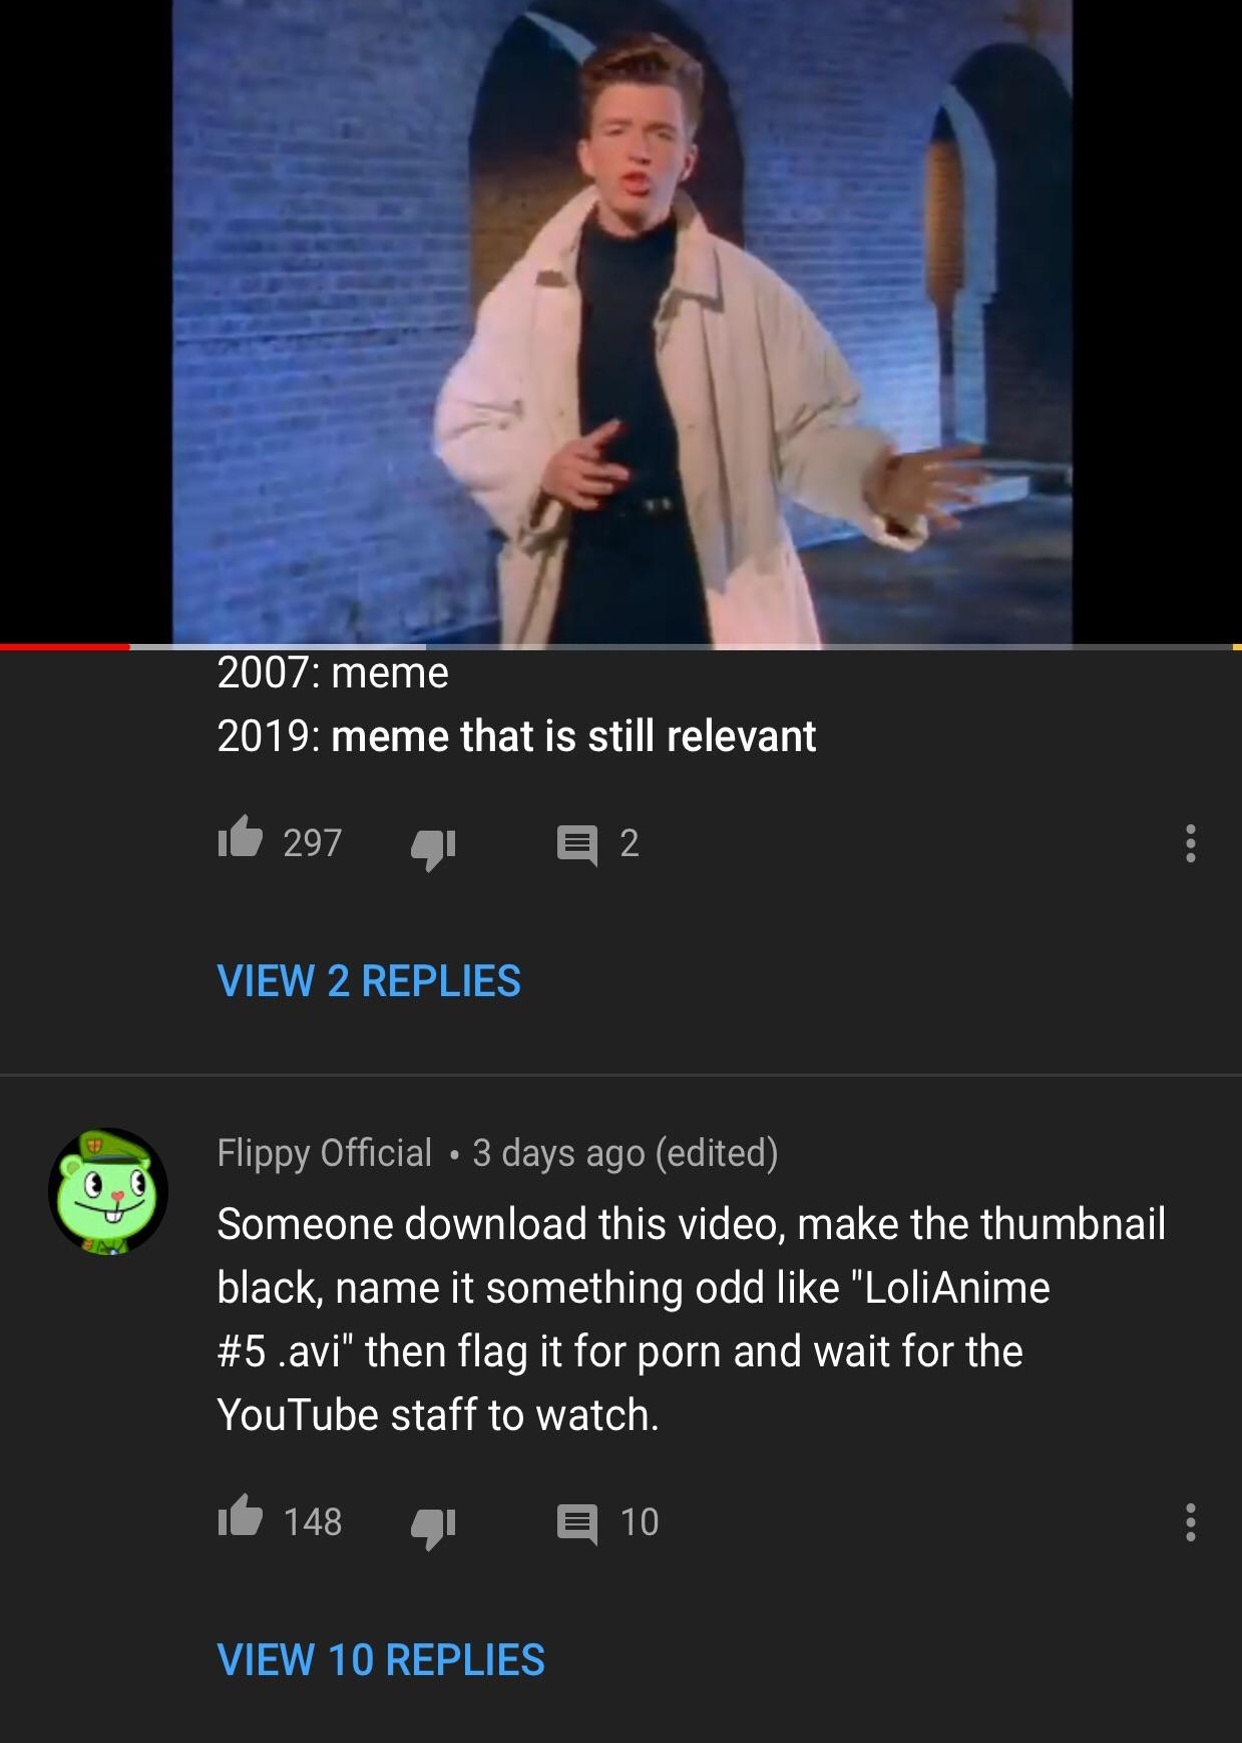 2007: meme
2019: meme that is still relevant
297
2
VIEW 2 REPLIES
Flippy Official • 3 days ago (edited)
Someone download this video, make the thumbnail
black, name it something odd like "LoliAnime
#5 .avi" then flag it for porn and wait for the
YouTube staff to watch.
148
10
VIEW 10 REPLIES